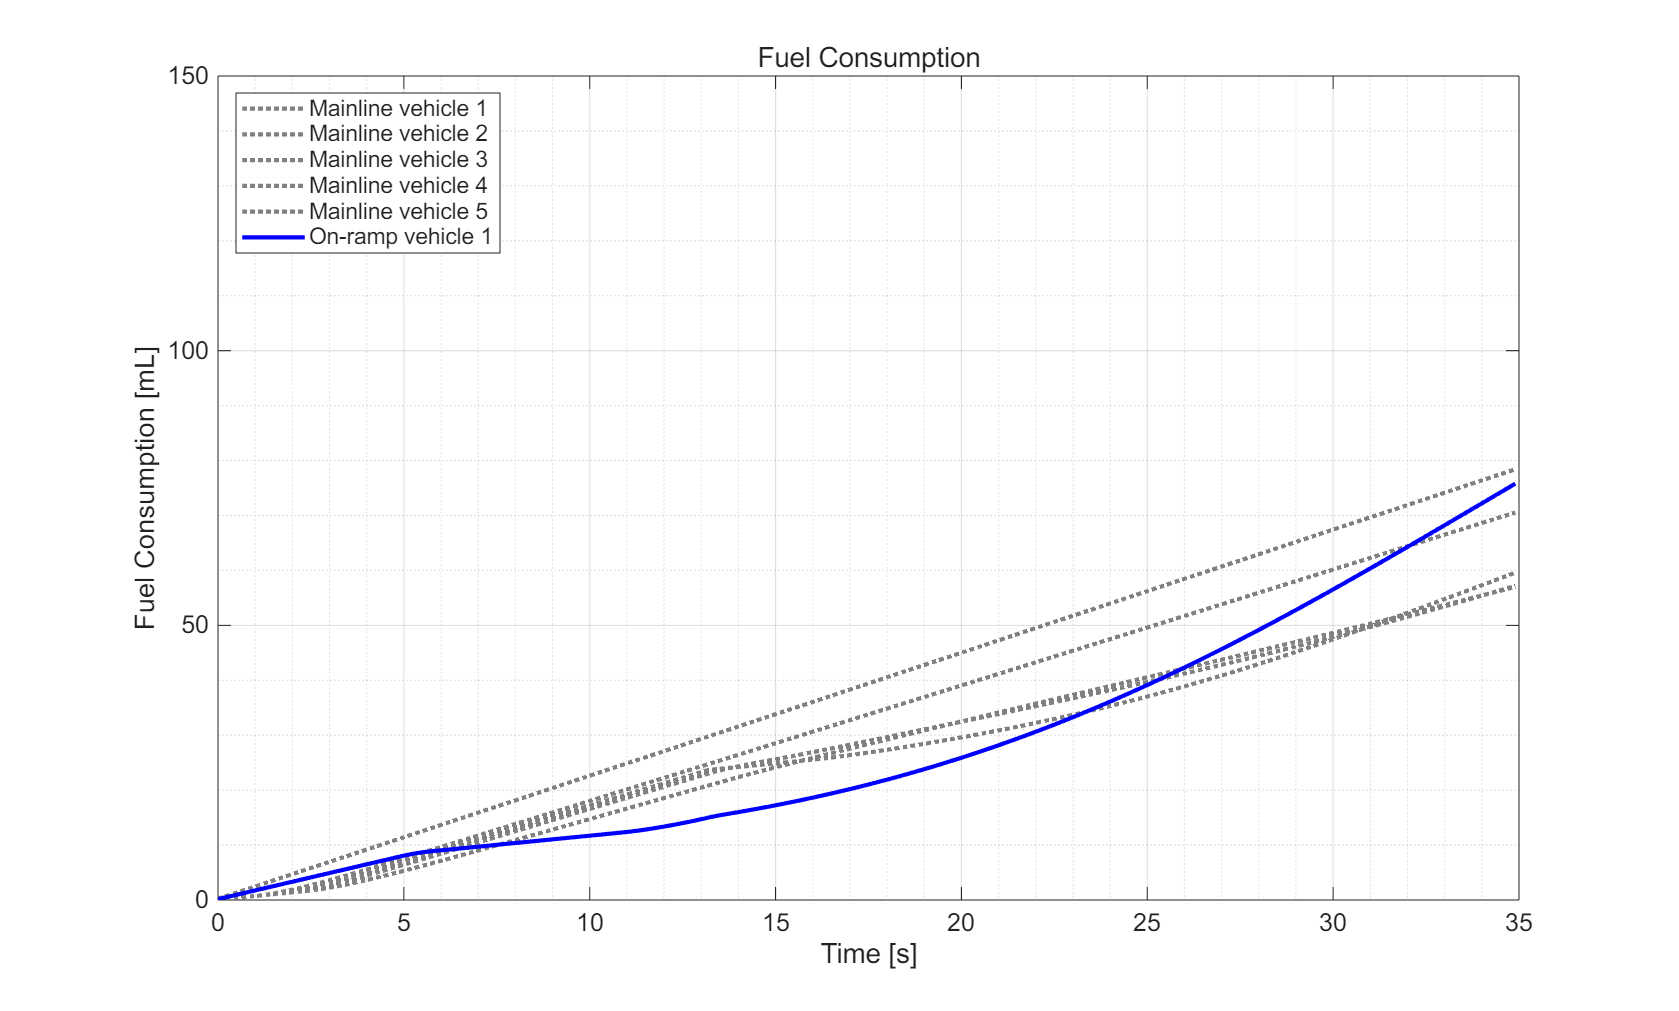 Fuel Consumption
150
100
50
0
Fuel Consumption [mL]
Mainline vehicle 1
Mainline vehicle 2
Mainline vehicle 3
Mainline vehicle 4
Mainline vehicle 5
On-ramp vehicle 1
0 5 10 15 20 25 30 35
Time [s]